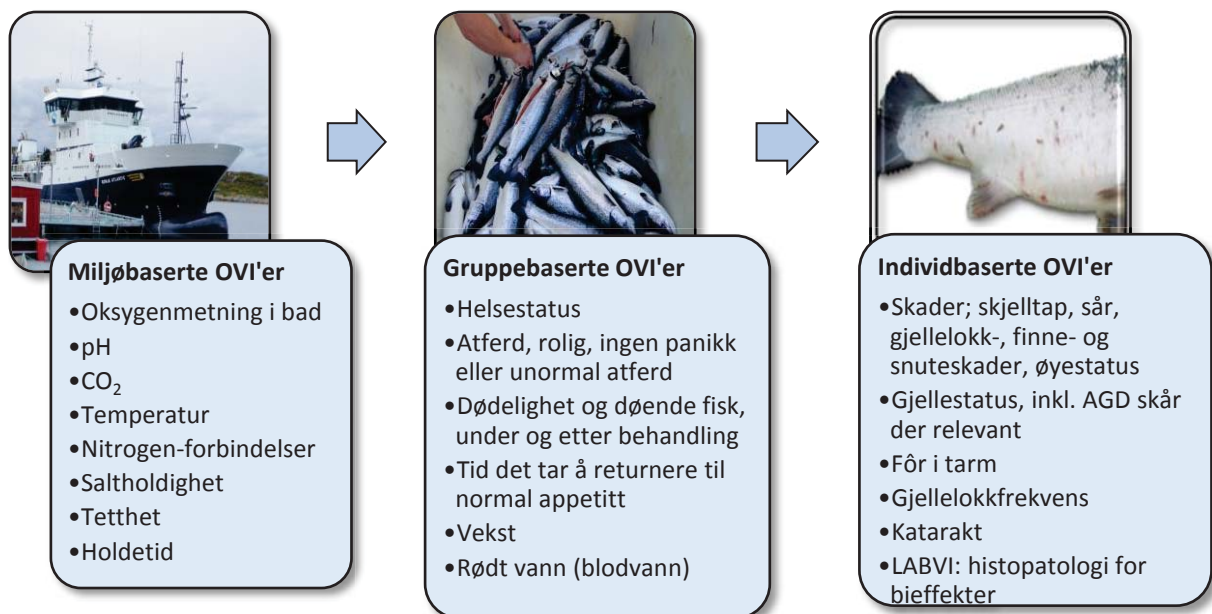 Miljøbaserte OVI'er
•Oksygenmetning i bad
•pH
•CO₂
•Temperatur
•Nitrogen-forbindelser
•Saltholdighet
•Tetthet
•Holdetid
Gruppebaserte OVI'er
•Helsestatus
•Atferd, rolig, ingen panikk
eller unormal atferd
•Dødelighet og døende fisk,
under og etter behandling
•Tid det tar å returnere til
normal appetitt
•Vekst
•Rødt vann (blodvann)
Individbaserte OVI'er
•Skader; skjelltap, sår,
gjellelokk-, finne- og
snuteskader, øyestatus
•Gjellestatus, inkl. AGD skår
der relevant
•Fôr i tarm
•Gjellelokkfrekvens
•Katarakt
•LABVI: histopatologi for
bieffekter